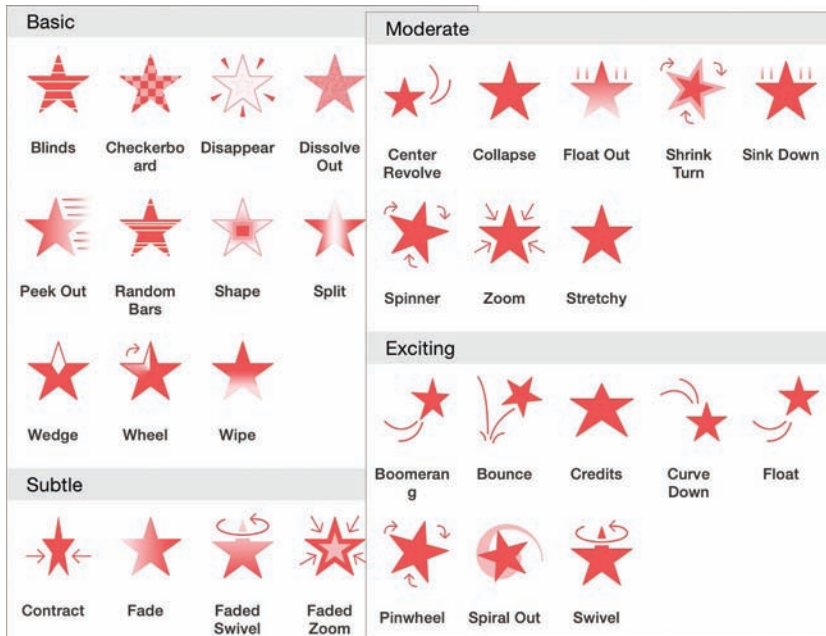 Basic
Blinds
Checkerbo
ard
Disappear
Dissolve
Out
Peek Out
Random
Bars
Shape
Split
Wedge
Wheel
Wipe
Subtle
Contract
Fade
Faded
Swivel
Faded
Zoom
Moderate
Center
Revolve
Collapse
Float Out
Shrink
Turn
Sink Down
Spinner
Zoom
Stretchy
Exciting
Boomeran
g
Bounce
Credits
Curve
Down
Float
Pinwheel
Spiral Out
Swivel